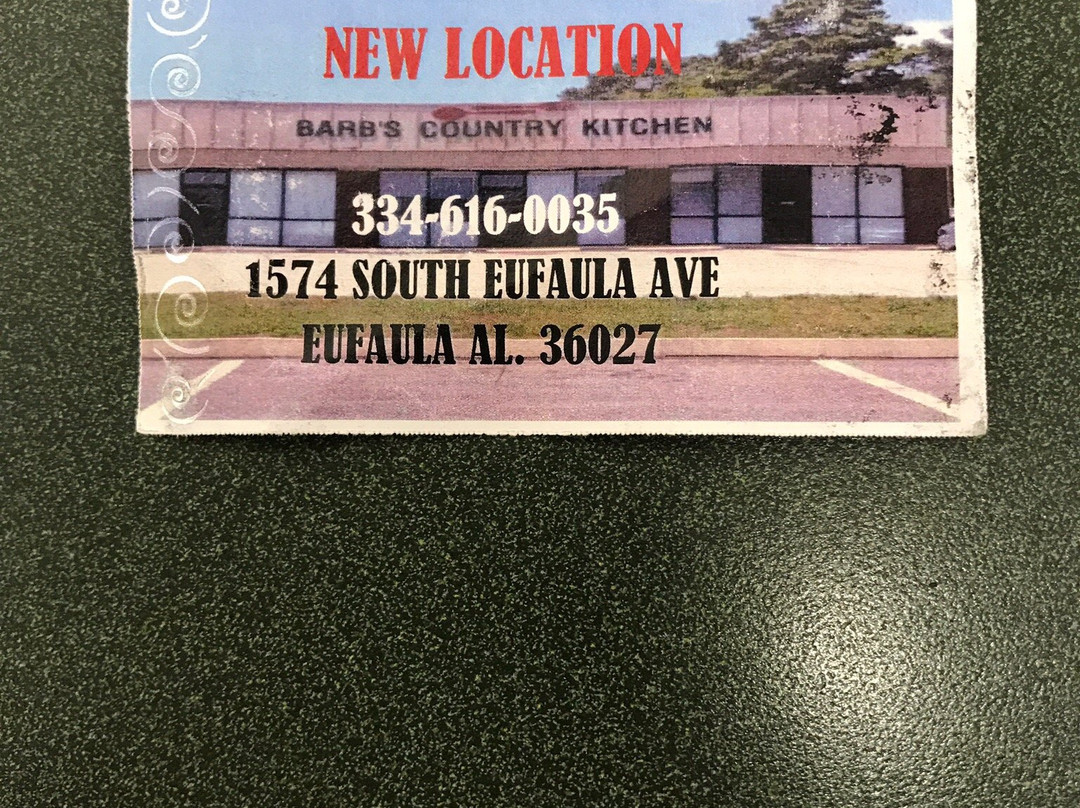 NEW LOCATION
BARB'S COUNTRY KITCHEN
334-616-0035
1574 SOUTH EUFAULA AVE
EUFAULA AL. 36027